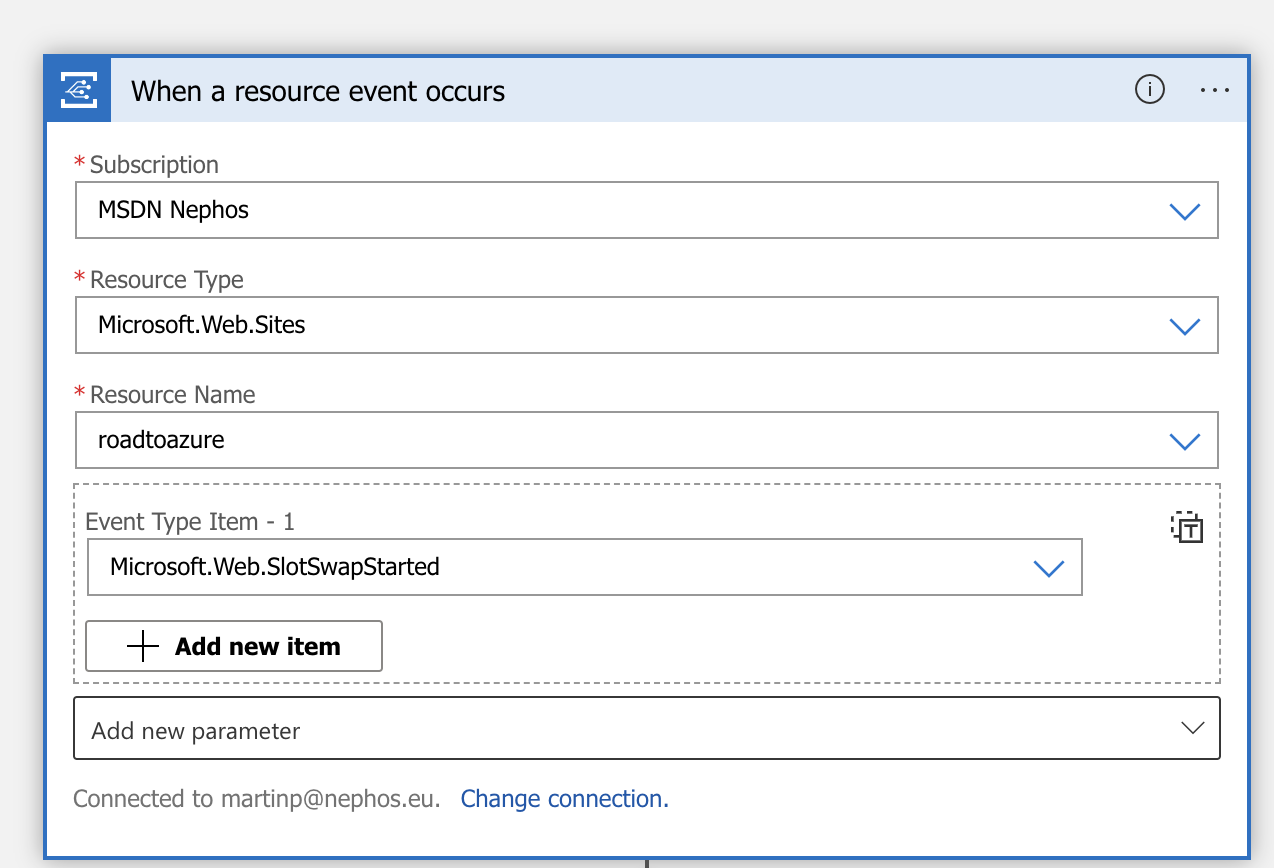 When a resource event occurs
* Subscription
MSDN Nephos
* Resource Type
Microsoft.Web.Sites
* Resource Name
roadtoazure
Event Type Item - 1
Microsoft.Web.SlotSwapStarted
Add new item
Add new parameter
Connected to martinp@nephos.eu. Change connection.